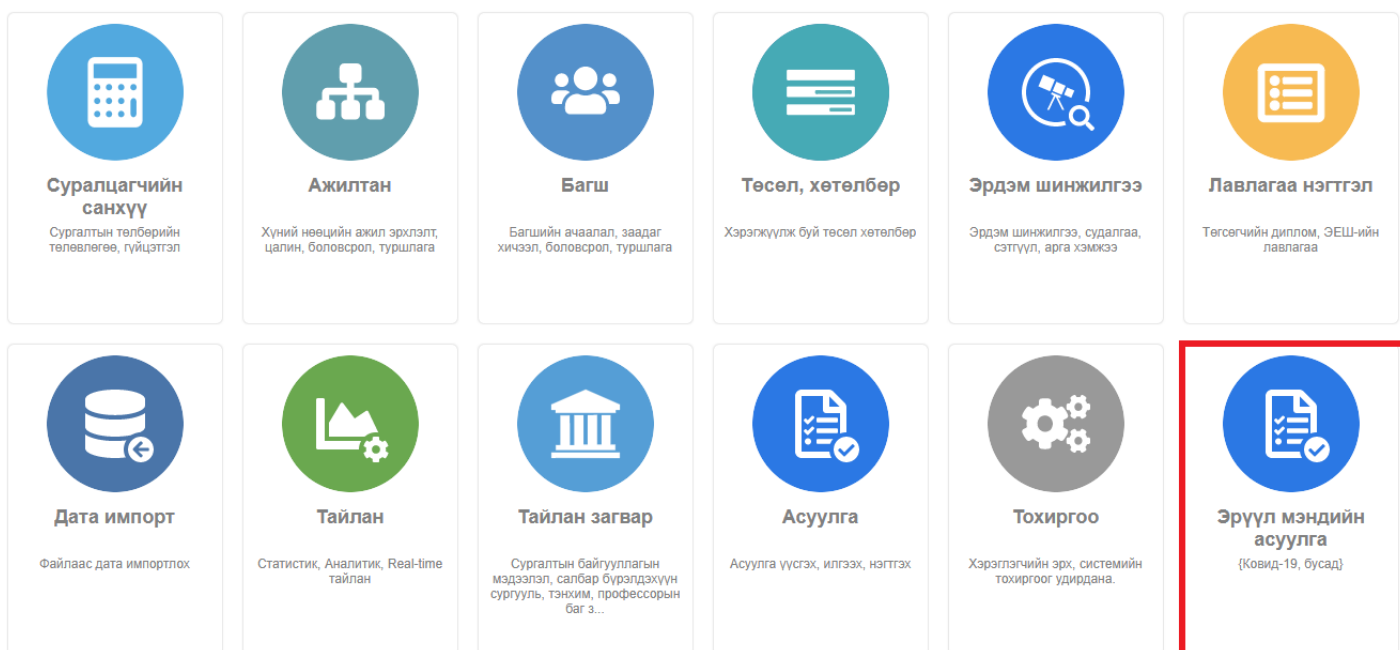 Суралцагчийн
санхүү
Сургалтын төлбөрийн
төлөвлөгөө, гүйцэтгэл
Ажилтан
Хүний нөөцийн ажил эрхлэлт,
цалин, боловсрол, туршлага
Багш
Багшийн ачаалал, заадаг
хичээл, боловсрол, туршлага
Төсөл, хөтөлбөр
Хэрэгжүүлж буй төсөл хөтөлбөр
Эрдэм шинжилгээ
Эрдэм шинжилгээ, судалгаа,
сэтгүүл, арга хэмжээ
Лавлагаа нэгтгэл
Төгсөгчийн диплом, ЭЕШ-ийн
лавлагаа
Дата импорт
Файлаас дата импортлох
Тайлан
Статистик, Аналитик, Real-time
тайлан
Тайлан загвар
Сургалтын байгууллагын
мэдээлэл, салбар бүрэлдэхүүн
сургууль, тэнхим, профессорын
баг з...
Асуулга
Асуулга үүсгэх, илгээх, нэгтгэх
Тохиргоо
Хэрэглэгчийн эрх, системийн
тохиргоог удирдана.
Эрүүл мэндийн
асуулга
{Ковид-19, бусад}